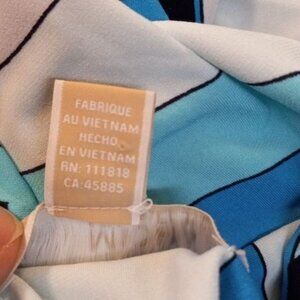 FABRIQUE
AU VIETNAM
HECHO
EN VIETNAM
RN: 111818
CA:45885